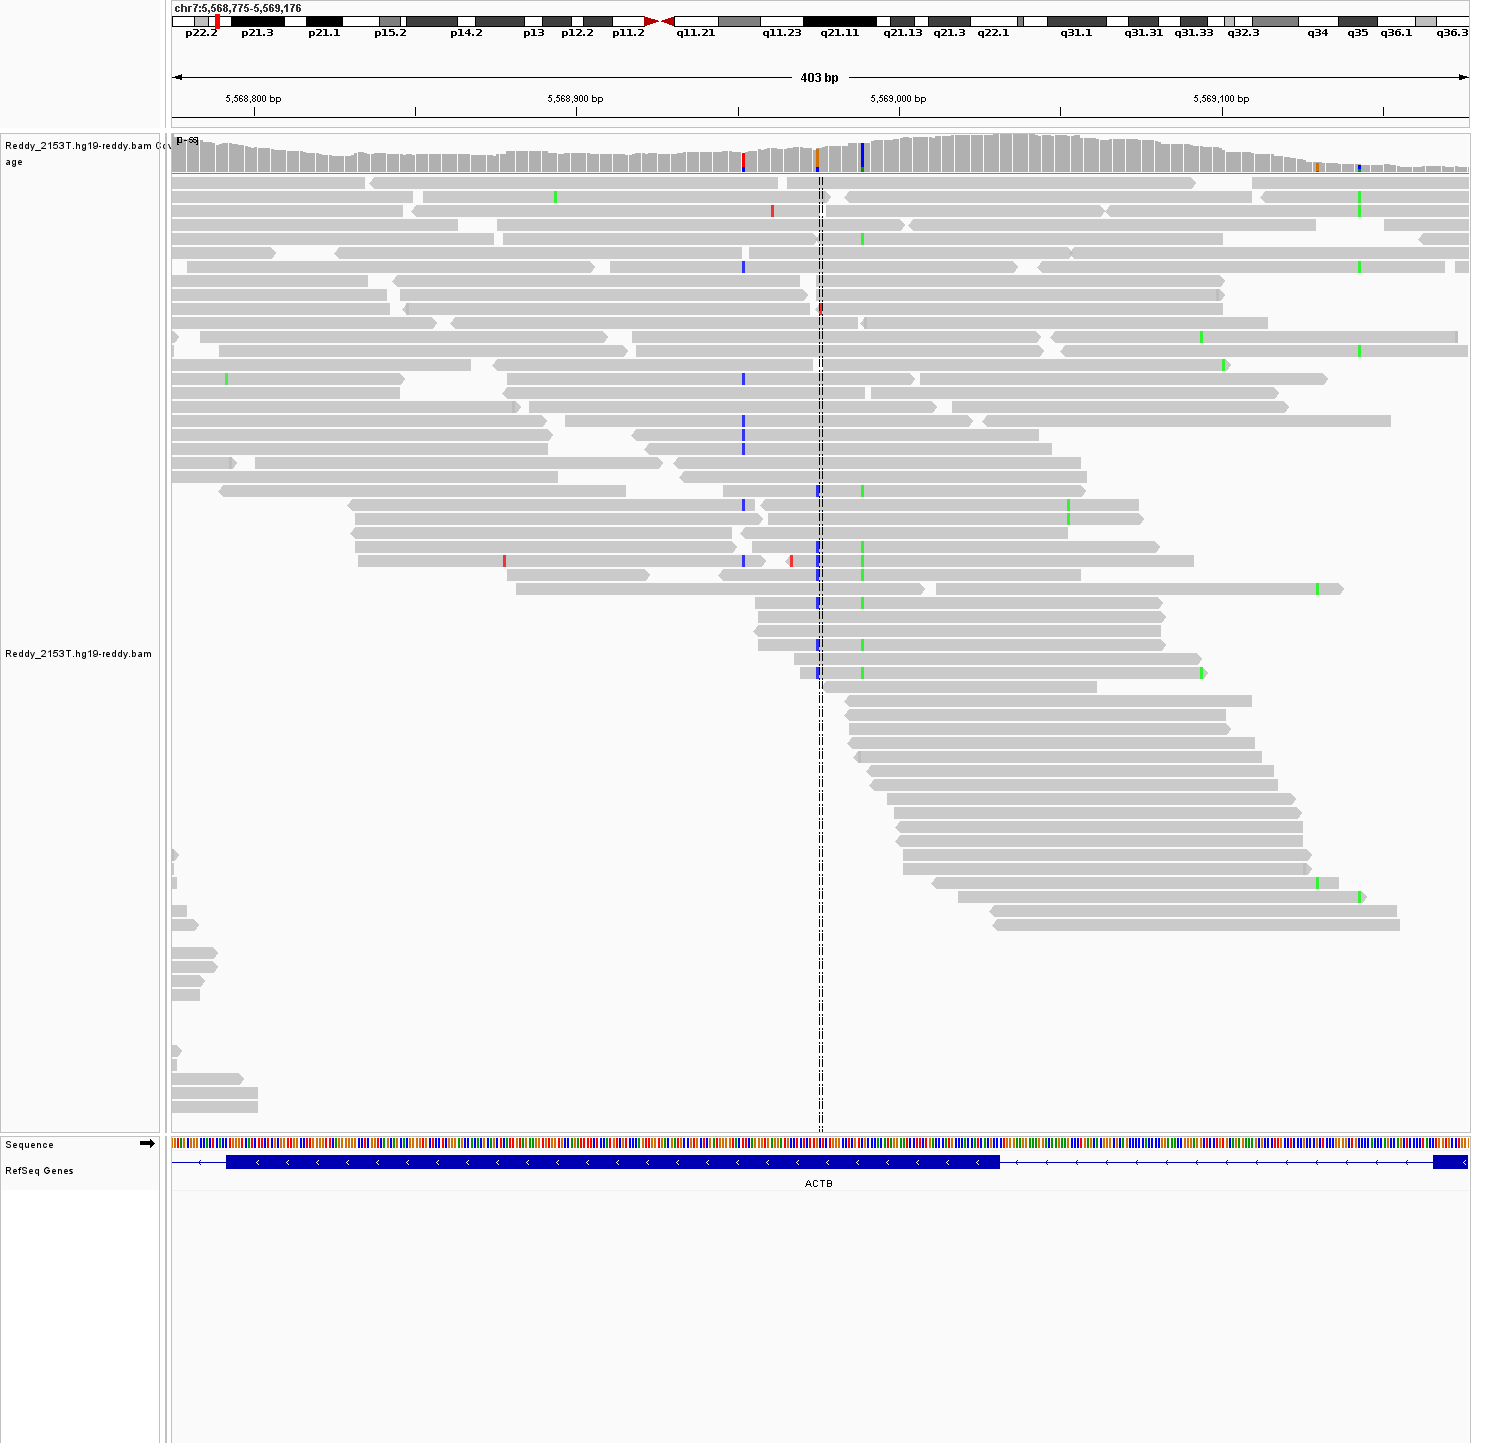 chr7:5,568,775-5,569,176
p22.2 p21.3 p21.1 p15.2 p14.2 p13 p12.2 p11.2 q11.21 q11.23 q21.11 q21.13 q21.3 q22.1 q31.1 q31.31 q31.33 q32.3 q34 q35 q36.1 q36.3
403 bp
5,568,800 bp 5,568,900 bp 5,569,000 bp 5,569,100 bp
Reddy_2153T.hg19-reddy.bam Cov
age
Reddy_2153T.hg19-reddy.bam
Sequence
RefSeq Genes
ACTB